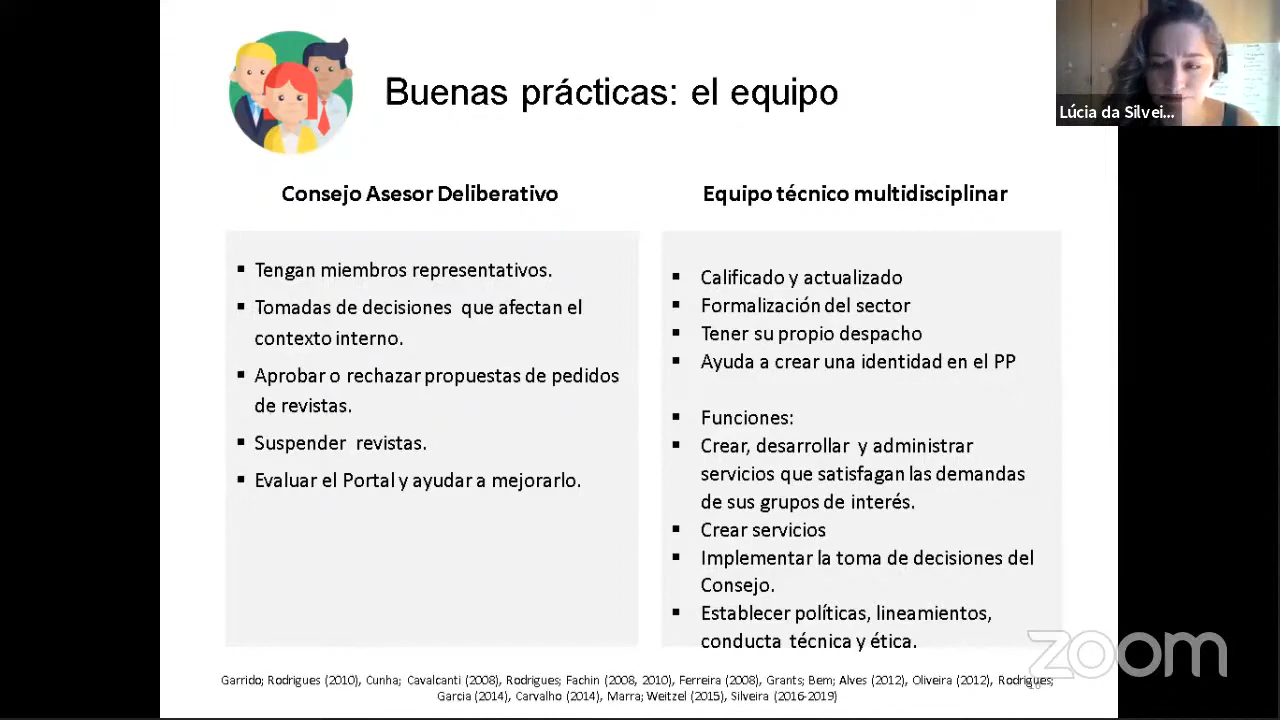 Buenas prácticas: el equipo
Lúcia da Silvei...
Consejo Asesor Deliberativo
Tengan miembros representativos.
Tomadas de decisiones que afectan el
contexto interno.
Aprobar o rechazar propuestas de pedidos
de revistas.
Suspender revistas.
Evaluar el Portal y ayudar a mejorarlo.
Equipo técnico multidisciplinar
Calificado y actualizado
Formalización del sector
Tener su propio despacho
Ayuda a crear una identidad en el PP
Funciones:
Crear, desarrollar y administrar
servicios que satisfagan las demandas
de sus grupos de interés.
Crear servicios
Implementar la toma de decisiones del
Consejo.
Establecer políticas, lineamientos,
conducta técnica y ética.
Garrido; Rodrigues (2010), Cunha; Cavalcanti (2008), Rodrigues; Fachin (2008, 2010), Ferreira (2008), Grants; Bem; Alves (2012), Oliveira (2012), Rodrigues;
Garcia (2014), Carvalho (2014), Marra; Weitzel (2015), Silveira (2016-2019)
zoom